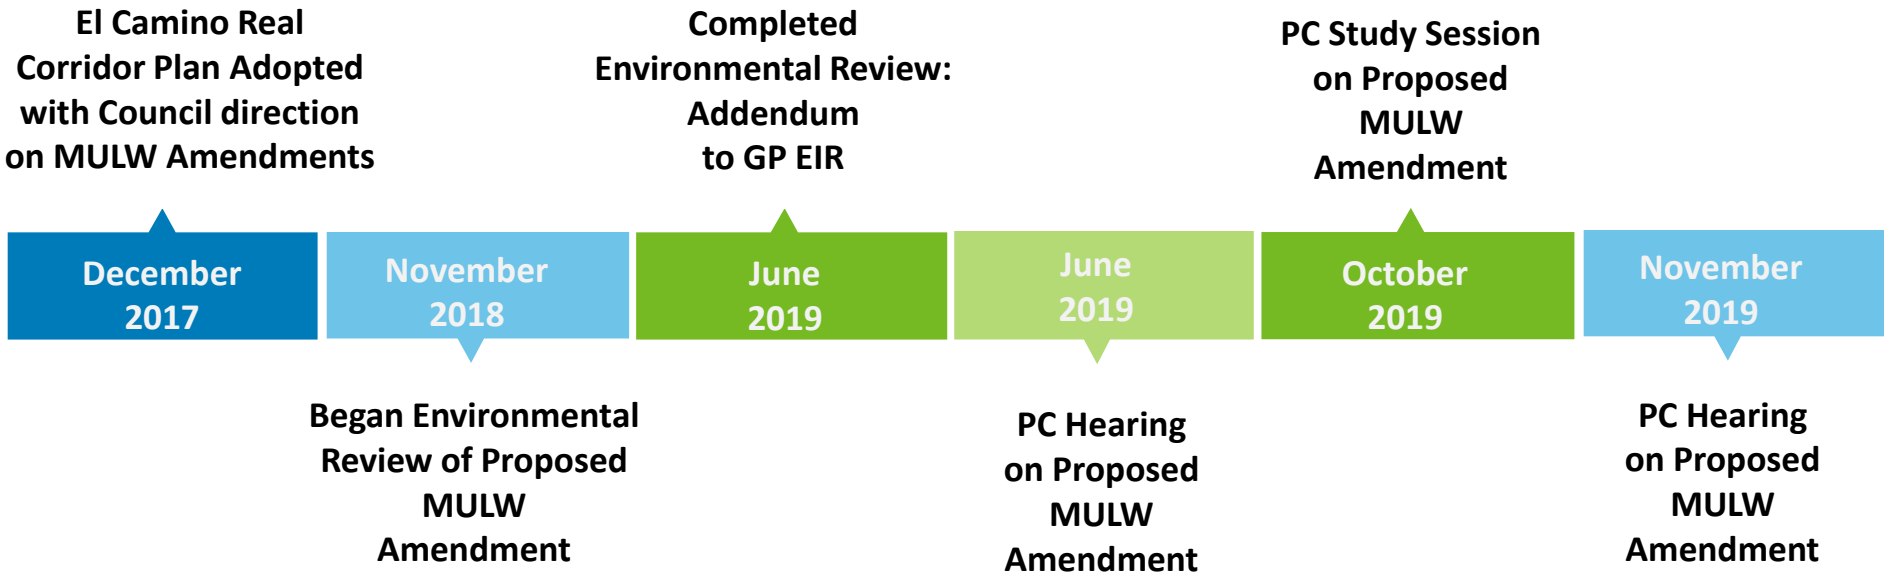 El Camino Real
Corridor Plan Adopted
with Council direction
on MULW Amendments
Completed
Environmental Review:
Addendum
to GP EIR
PC Study Session
on Proposed
MULW
Amendment
December
2017
November
2018
June
2019
June
2019
October
2019
November
2019
Began Environmental
Review of Proposed
MULW
Amendment
PC Hearing
on Proposed
MULW
Amendment
PC Hearing
on Proposed
MULW
Amendment